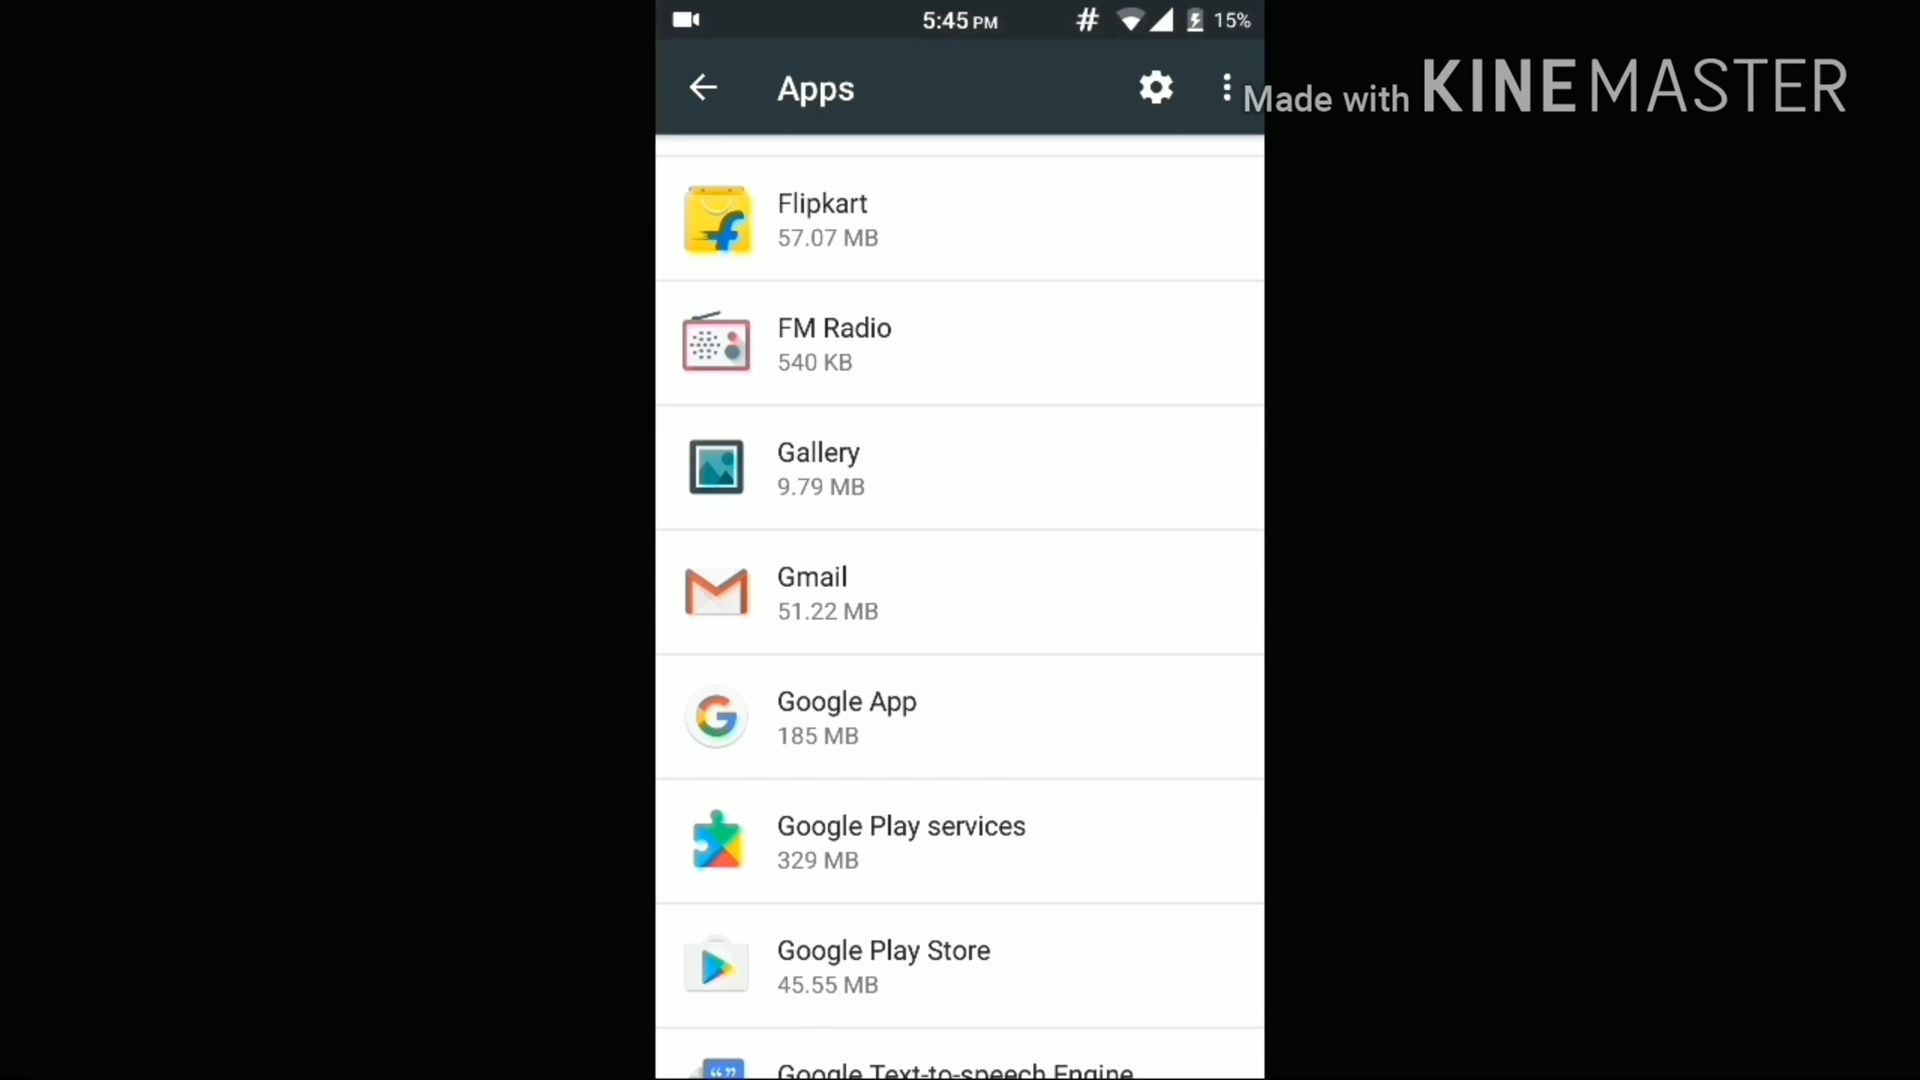 5:45 PM # 15%
Apps
Made with KINEMASTER
Flipkart
57.07 MB
FM Radio
540 KB
Gallery
9.79 MB
Gmail
51.22 MB
Google App
185 MB
Google Play services
329 MB
Google Play Store
45.55 MB
Google Text-to-speech Engine